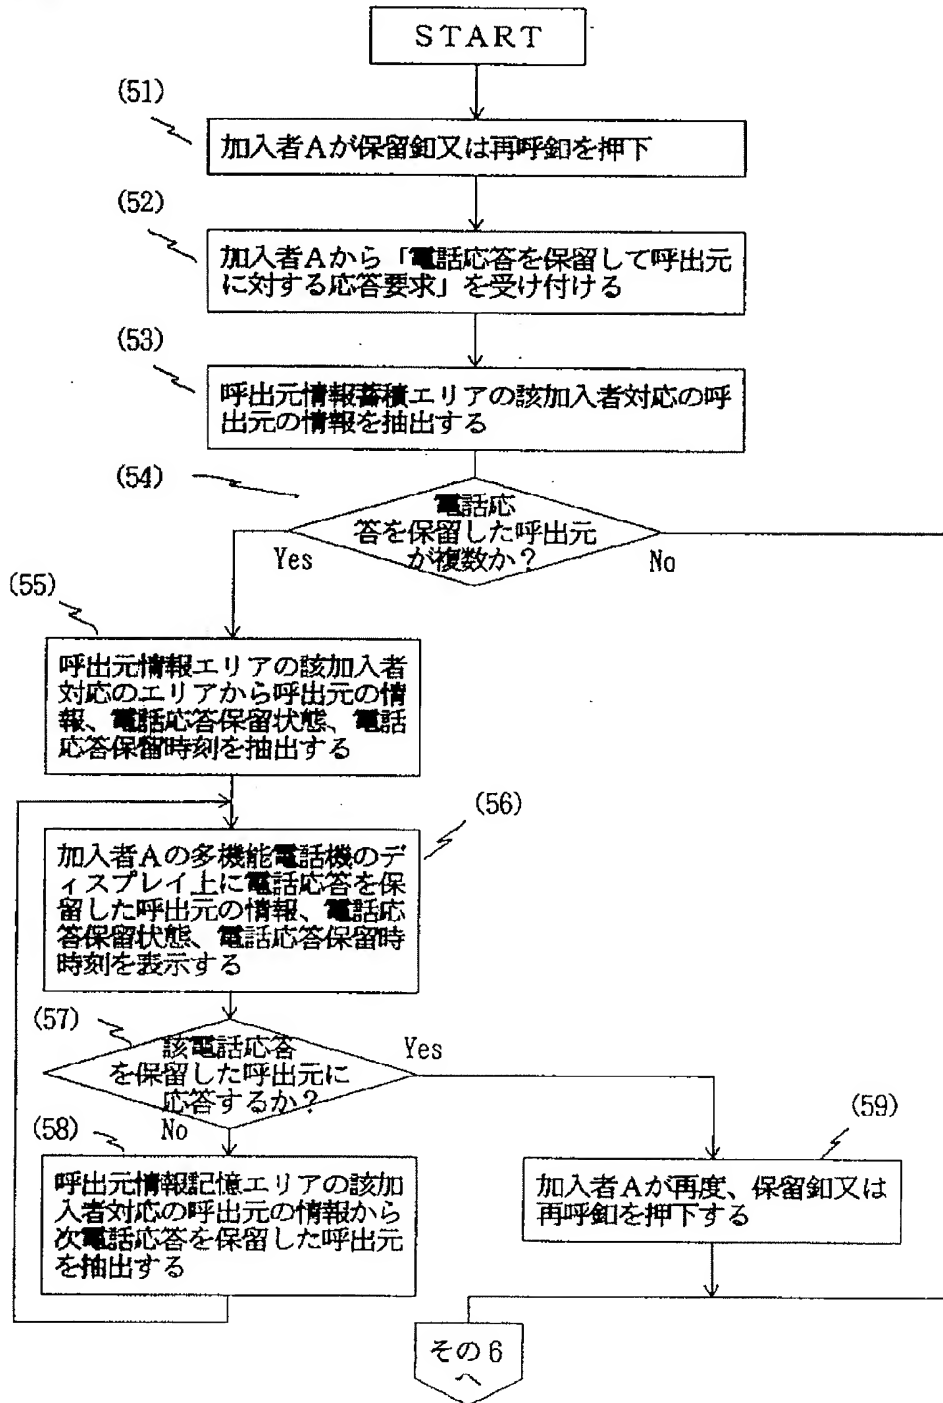 START
(51)
加入者Aが保留釦又は再呼釦を押下
(52)
加入者Aから「電話応答を保留して呼出元
に対する応答要求」を受け付ける
(53)
呼出元情報蓄積エリアの該加入者対応の呼
出元の情報を抽出する
(54)
電話応
答を保留した呼出元
が複数か?
Yes
No
(55)
呼出元情報エリアの該加入者
対応のエリアから呼出元の情
報、電話応答保留状態、電話
応答保留時刻を抽出する
(56)
加入者Aの多機能電話機のデ
ィスプレイ上に電話応答を保
留した呼出元の情報、電話応
答保留状態、電話応答保留時
時刻を表示する
(57)
該電話応答
を保留した呼出元に
応答するか?
Yes
No
(58)
呼出元情報記憶エリアの該加
入者対応の呼出元の情報から
次電話応答を保留した呼出元
を抽出する
(59)
加入者Aが再度、保留釦又は
再呼釦を押下する
その6
へ